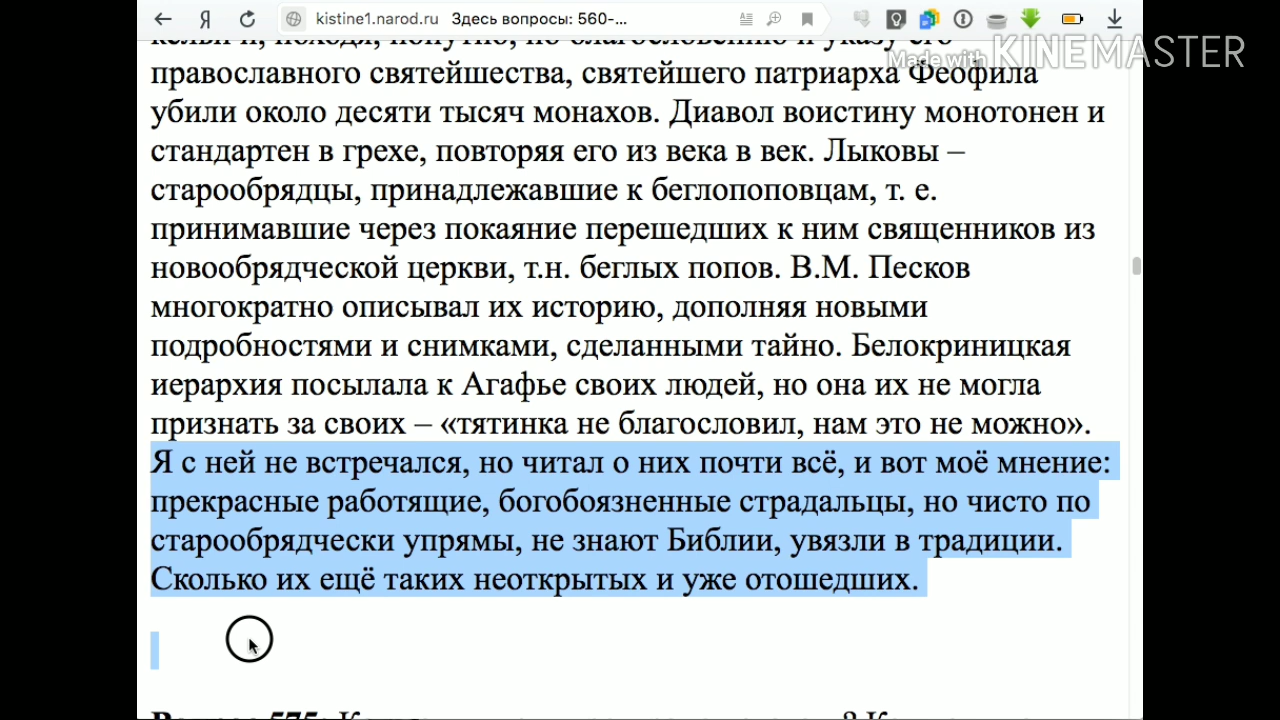 Я kistine1.narod.ru Здесь вопросы: 560-...
Made with KINEMASTER
православного святейшества, святейшего патриарха Феофила
убили около десяти тысяч монахов. Диавол воистину монотонен и
стандартен в грехе, повторяя его из века в век. Лыковы –
старообрядцы, принадлежавшие к беглопоповцам, т. е.
принимавшие через покаяние перешедших к ним священников из
новообрядческой церкви, т.н. беглых попов. В.М. Песков
многократно описывал их историю, дополняя новыми
подробностями и снимками, сделанными тайно. Белокриницкая
иерархия посылала к Агафье своих людей, но она их не могла
признать за своих – «тятинка не благословил, нам это не можно».
Я с ней не встречался, но читал о них почти всё, и вот моё мнение:
прекрасные работящие, богобоязненные страдальцы, но чисто по
старообрядчески упрямы, не знают Библии, увязли в традиции.
Сколько их ещё таких неоткрытых и уже отошедших.